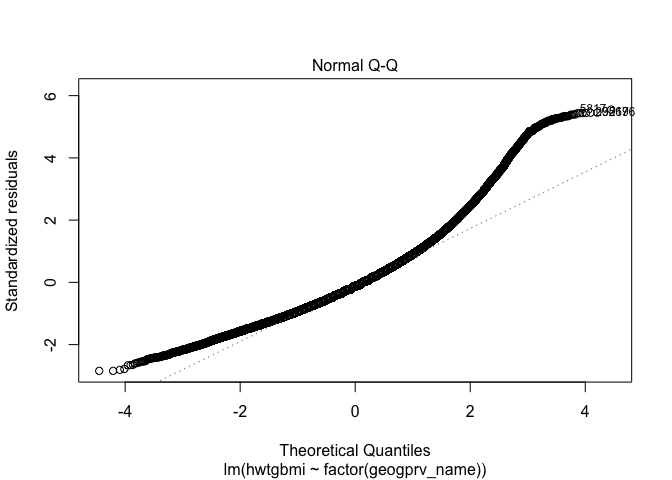 Normal Q-Q
6
4
2
0
-2
Standardized residuals
-4 -2 0 2 4
Theoretical Quantiles
lm(hwtgbmi ~ factor(geogprv_name))